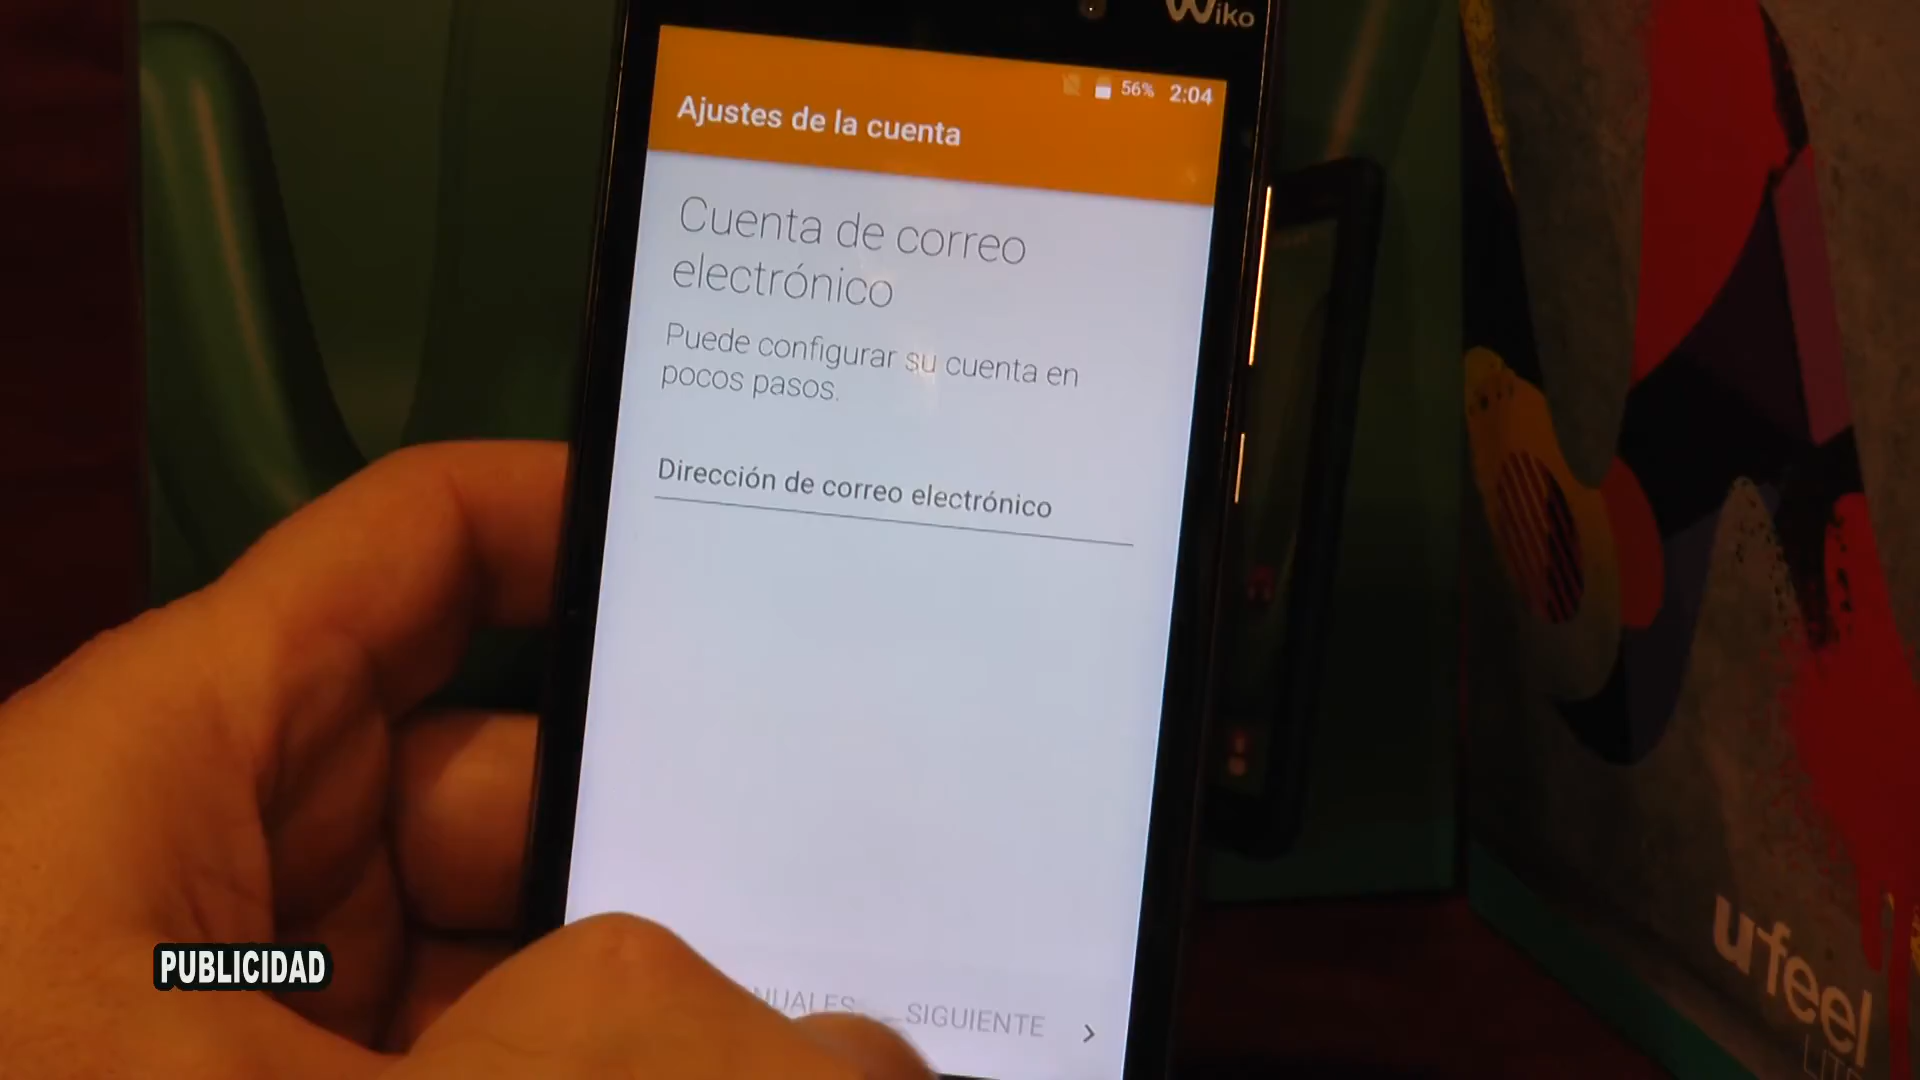 Wiko
56% 2:04
Ajustes de la cuenta
Cuenta de correo
electrónico
Puede configurar su cuenta en
pocos pasos.
Dirección de correo electrónico
SIGUIENTE
PUBLICIDAD
ufeel